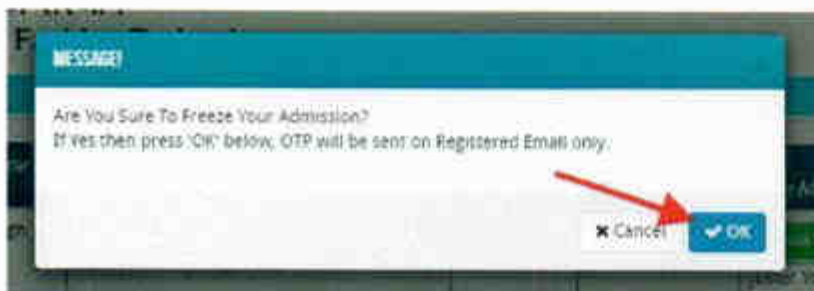 MESSAGE!
Are You Sure To Freeze Your Admission?
If Yes then press 'OK' below, OTP will be sent on Registered Email only.
Cancel
OK